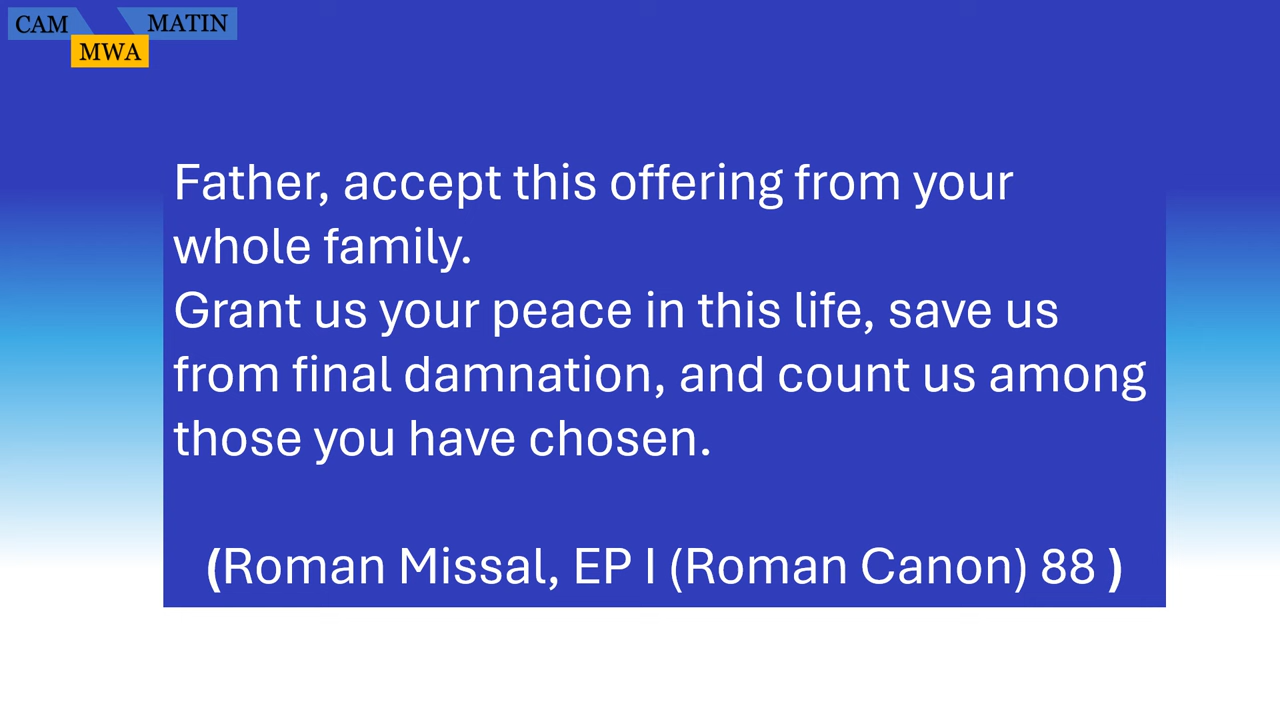 CAM MATIN
MWA
Father, accept this offering from your
whole family.
Grant us your peace in this life, save us
from final damnation, and count us among
those you have chosen.
(Roman Missal, EP I (Roman Canon) 88 )